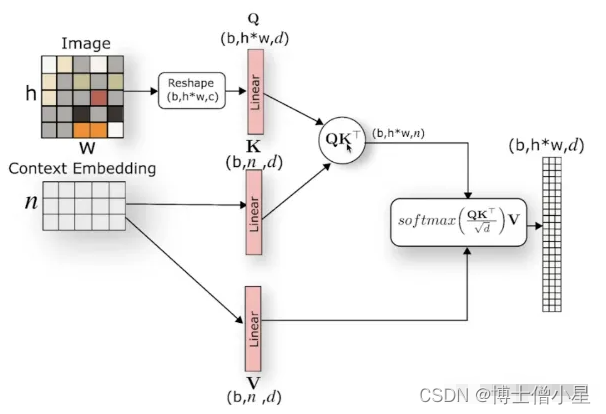 Image
h
W
Reshape
(b,h*w,c)
Q
(b,h*w,d)
Linear
K
(b,n ,d)
Linear
QK⊤
(b,h*w,n)
Context Embedding
n
Linear
V
(b,n ,d)
softmax(QK⊤/√d)V
(b,h*w,d)
CSDN @博士僧小星